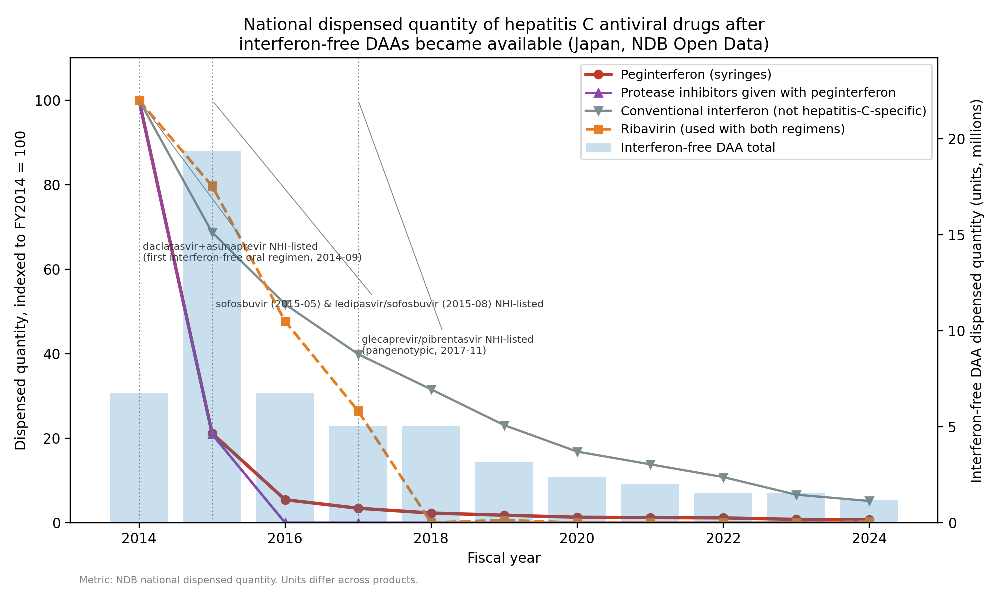 National dispensed quantity of hepatitis C antiviral drugs after
interferon-free DAAs became available (Japan, NDB Open Data)
Peginterferon (syringes)
Protease inhibitors given with peginterferon
Conventional interferon (not hepatitis-C-specific)
Ribavirin (used with both regimens)
Interferon-free DAA total
Dispensed quantity, indexed to FY2014 = 100
100
80
60
40
20
0
daclatasvir+asunaprevir NHI-listed
(first interferon-free oral regimen, 2014-09)
sofosbuvir (2015-05) & ledipasvir/sofosbuvir (2015-08) NHI-listed
glecaprevir/pibrentasvir NHI-listed
(pangenotypic, 2017-11)
20
15
10
5
0
Interferon-free DAA dispensed quantity (units, millions)
2014
2016
2018
2020
2022
2024
Fiscal year
Metric: NDB national dispensed quantity. Units differ across products.